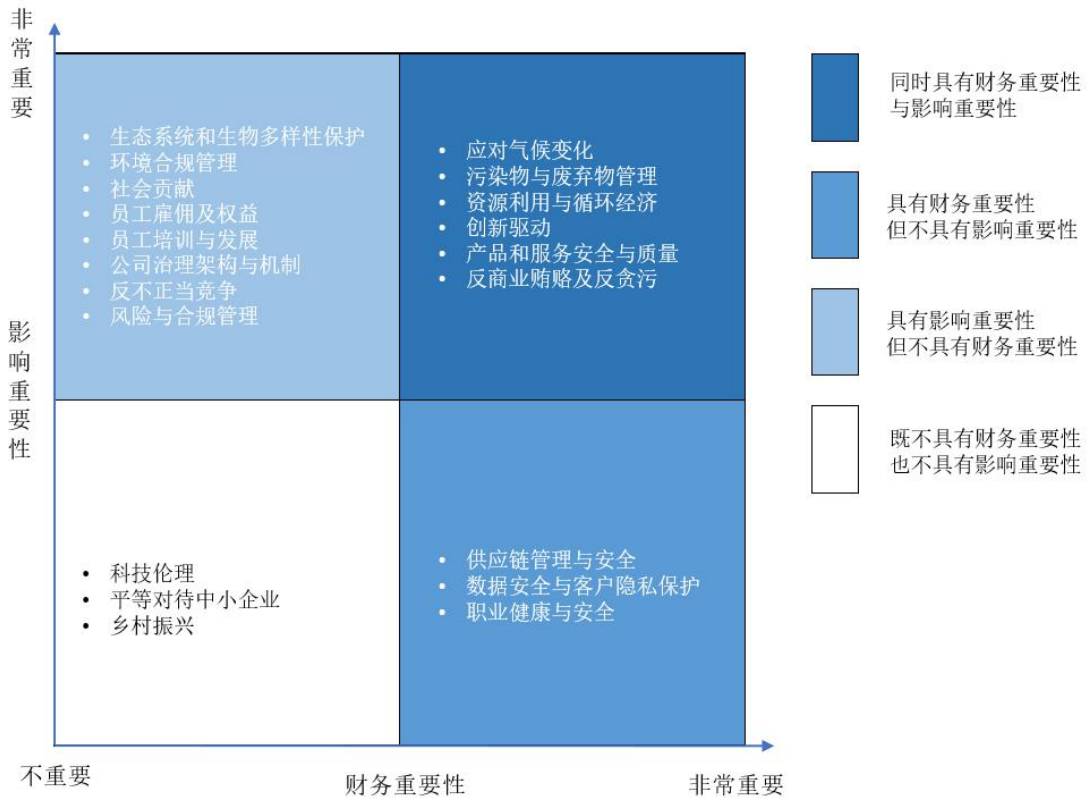 非常重要
同时具有财务重要性
与影响重要性
• 生态系统和生物多样性保护
• 环境合规管理
• 社会贡献
• 员工雇佣及权益
• 员工培训与发展
• 公司治理架构与机制
• 反不正当竞争
• 风险与合规管理
• 应对气候变化
• 污染物与废弃物管理
• 资源利用与循环经济
• 创新驱动
• 产品和服务安全与质量
• 反商业贿赂及反贪污
具有财务重要性
但不具有影响重要性
影响重要性
具有影响重要性
但不具有财务重要性
既不具有财务重要性
也不具有影响重要性
• 科技伦理
• 平等对待中小企业
• 乡村振兴
• 供应链管理与安全
• 数据安全与客户隐私保护
• 职业健康与安全
不重要
财务重要性
非常重要